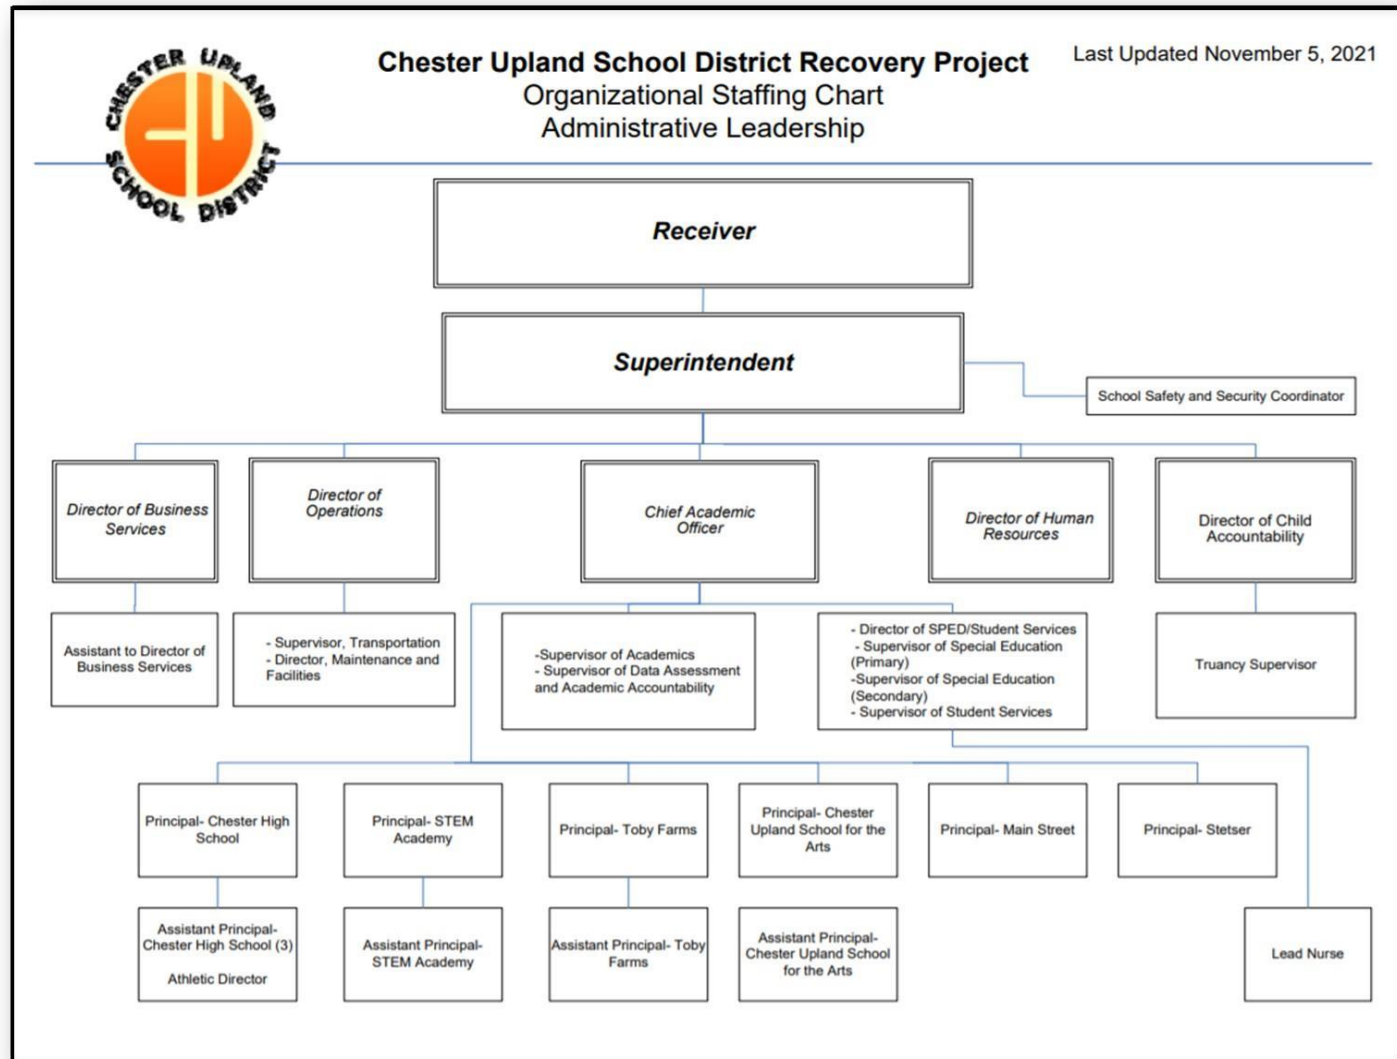 CHESTER UPLAND
SCHOOL DISTRICT
Chester Upland School District Recovery Project
Organizational Staffing Chart
Administrative Leadership
Last Updated November 5, 2021
Receiver
Superintendent
School Safety and Security Coordinator
Director of Business
Services
Director of
Operations
Chief Academic
Officer
Director of Human
Resources
Director of Child
Accountability
Assistant to Director of
Business Services
- Supervisor, Transportation
- Director, Maintenance and
Facilities
-Supervisor of Academics
- Supervisor of Data Assessment
and Academic Accountability
- Director of SPED/Student Services
- Supervisor of Special Education
(Primary)
-Supervisor of Special Education
(Secondary)
- Supervisor of Student Services
Truancy Supervisor
Principal- Chester High
School
Principal- STEM
Academy
Principal- Toby Farms
Principal- Chester
Upland School for the
Arts
Principal- Main Street
Principal- Stetser
Assistant Principal-
Chester High School (3)
Athletic Director
Assistant Principal-
STEM Academy
Assistant Principal- Toby
Farms
Assistant Principal-
Chester Upland School
for the Arts
Lead Nurse